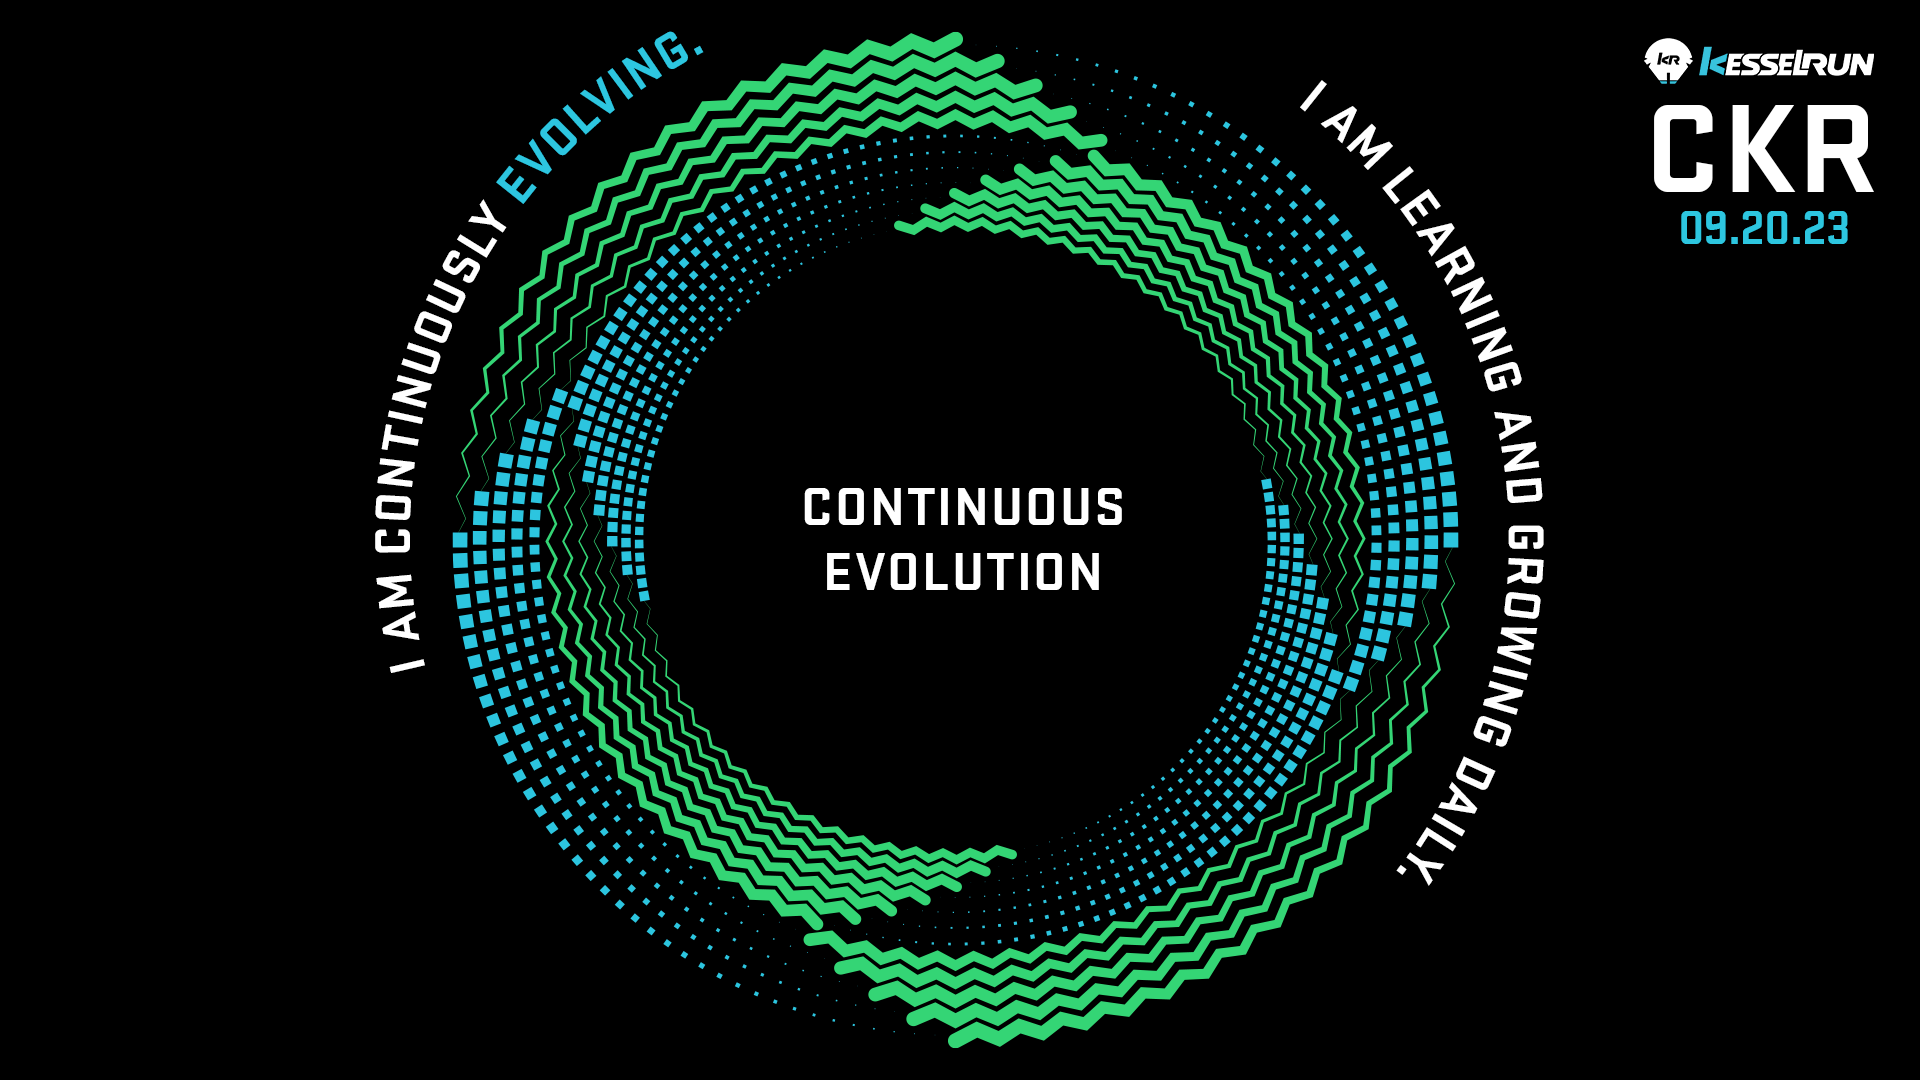 I AM CONTINUOUSLY EVOLVING.
I AM LEARNING AND GROWING DAILY.
KR KESSELRUN
CKR
09.20.23
CONTINUOUS
EVOLUTION